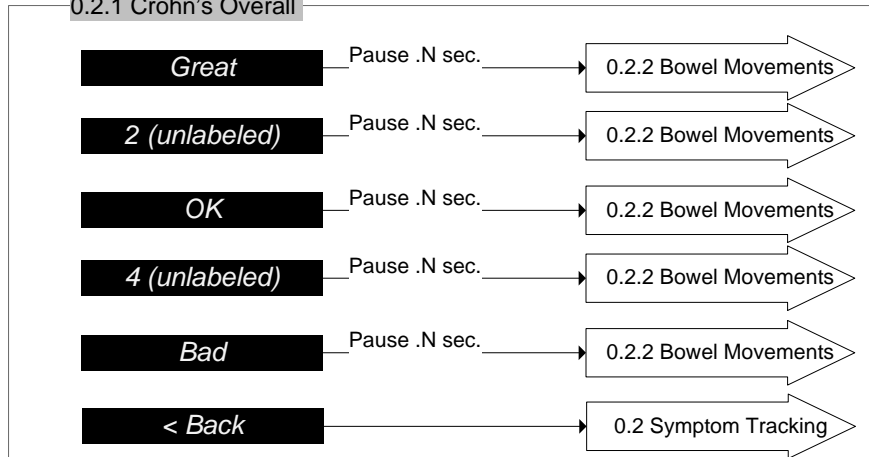 0.2.1 Crohn's Overall
Great Pause .N sec. 0.2.2 Bowel Movements
2 (unlabeled) Pause .N sec. 0.2.2 Bowel Movements
OK Pause .N sec. 0.2.2 Bowel Movements
4 (unlabeled) Pause .N sec. 0.2.2 Bowel Movements
Bad Pause .N sec. 0.2.2 Bowel Movements
< Back 0.2 Symptom Tracking